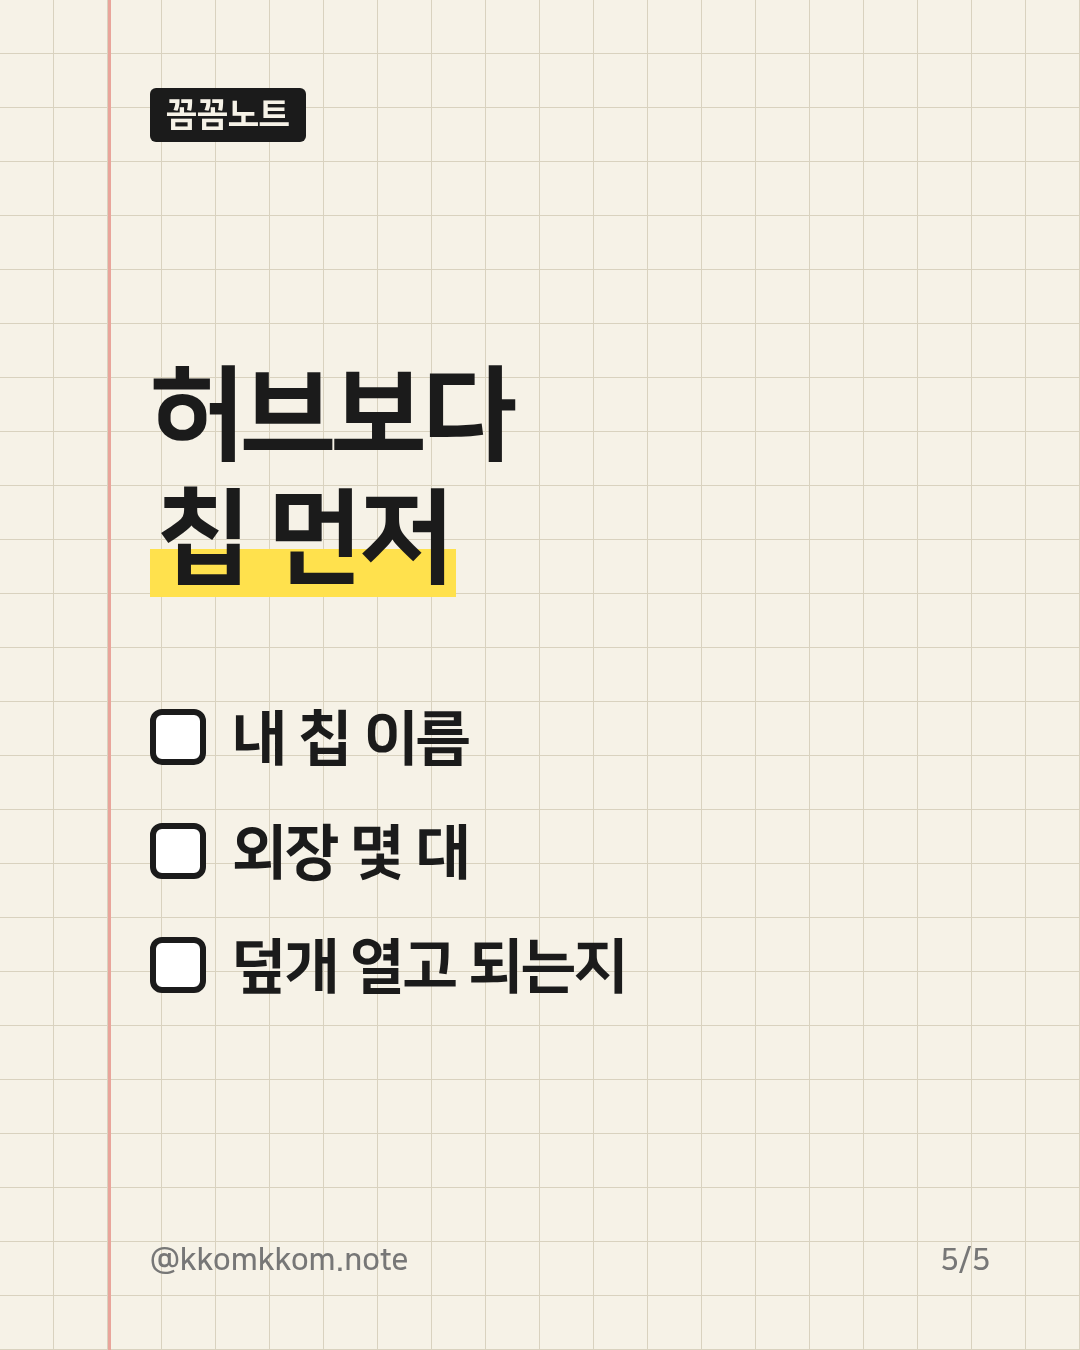 꼼꼼노트
허브보다
칩 먼저
내 칩 이름
외장 몇 대
덮개 열고 되는지
@kkomkkom.note
5/5